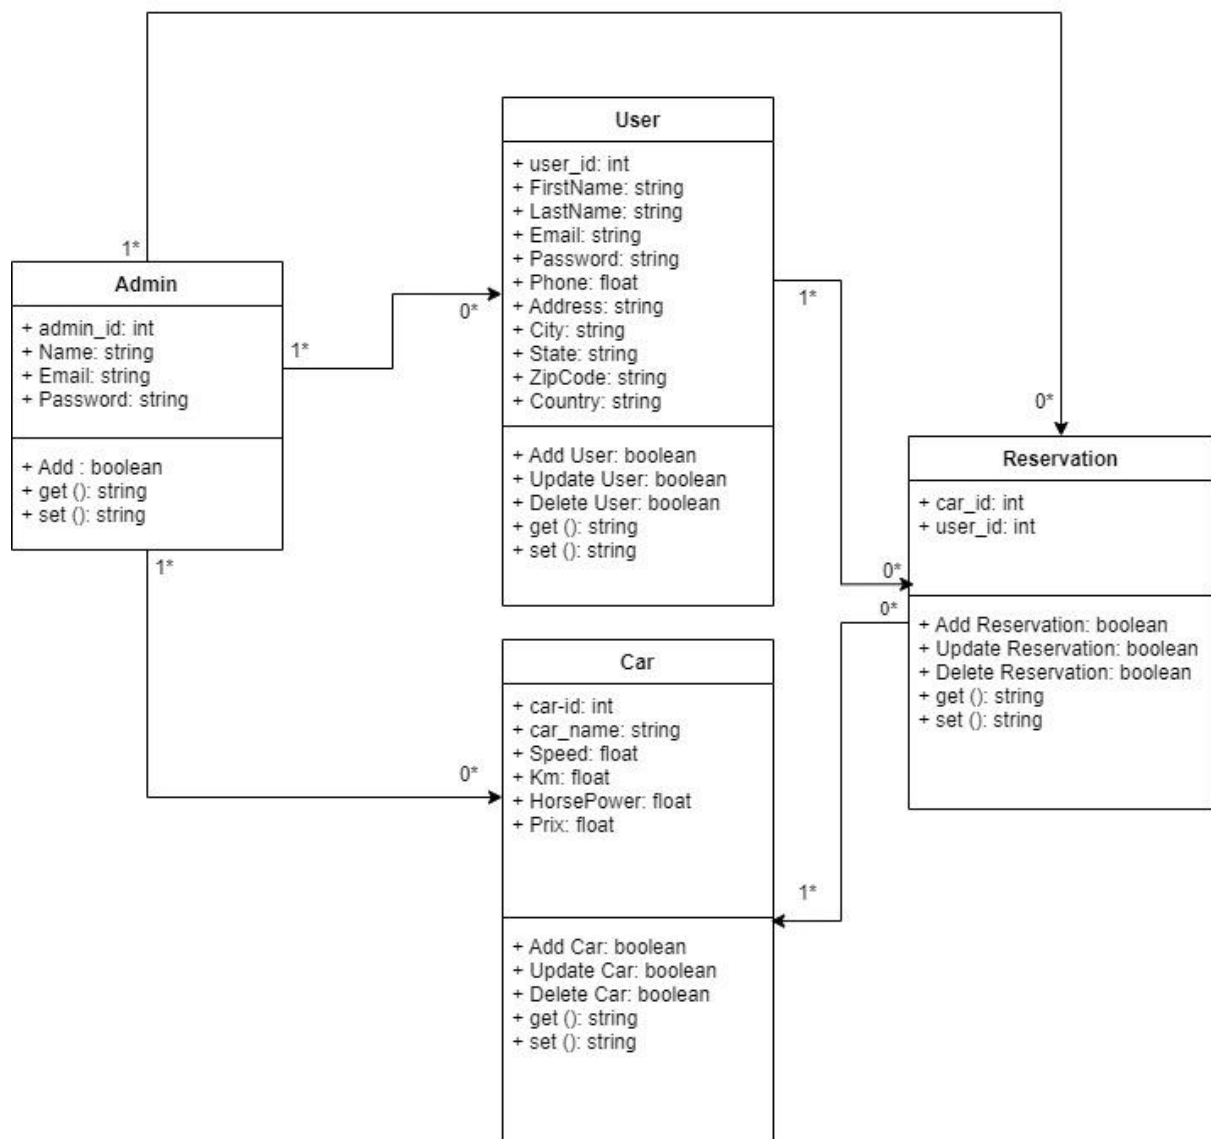 User
+ user_id: int
+ FirstName: string
+ LastName: string
+ Email: string
+ Password: string
+ Phone: float
+ Address: string
+ City: string
+ State: string
+ ZipCode: string
+ Country: string
+ Add User: boolean
+ Update User: boolean
+ Delete User: boolean
+ get (): string
+ set (): string
1*
Admin
+ admin_id: int
+ Name: string
+ Email: string
+ Password: string
+ Add : boolean
+ get (): string
+ set (): string
1*
0*
1*
1*
0*
0*
Reservation
+ car_id: int
+ user_id: int
+ Add Reservation: boolean
+ Update Reservation: boolean
+ Delete Reservation: boolean
+ get (): string
+ set (): string
0*
0*
1*
Car
+ car-id: int
+ car_name: string
+ Speed: float
+ Km: float
+ HorsePower: float
+ Prix: float
+ Add Car: boolean
+ Update Car: boolean
+ Delete Car: boolean
+ get (): string
+ set (): string